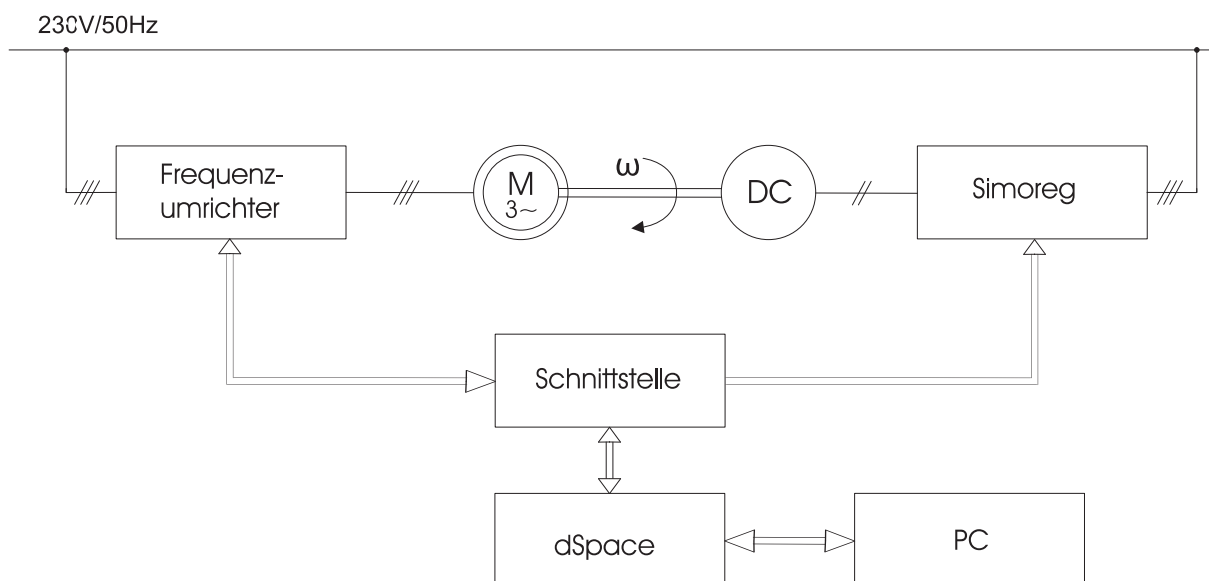 230V/50Hz
Frequenz-
umrichter
M
3~
ω
DC
Simoreg
Schnittstelle
dSpace
PC